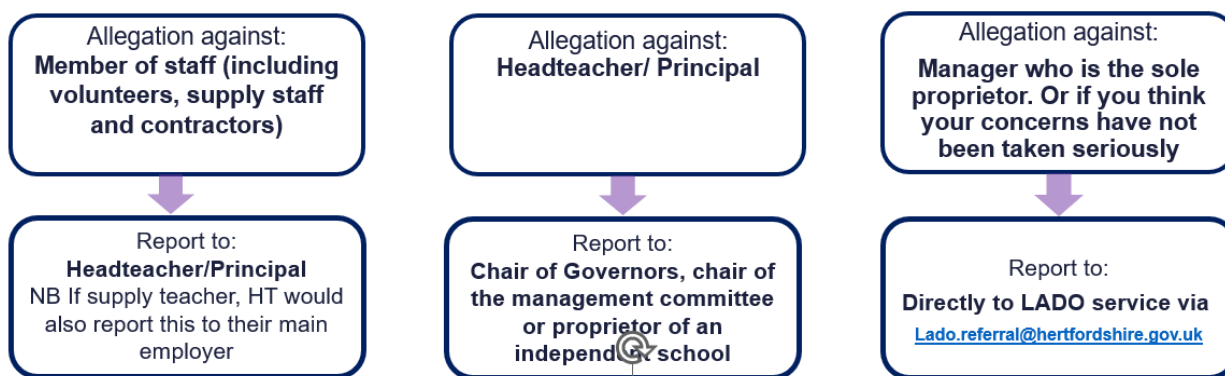 Allegation against:
Member of staff (including
volunteers, supply staff
and contractors)
Report to:
Headteacher/Principal
NB If supply teacher, HT would
also report this to their main
employer
Allegation against:
Headteacher/ Principal
Report to:
Chair of Governors, chair of
the management committee
or proprietor of an
independent school
Allegation against:
Manager who is the sole
proprietor. Or if you think
your concerns have not
been taken seriously
Report to:
Directly to LADO service via
Lado.referral@hertfordshire.gov.uk